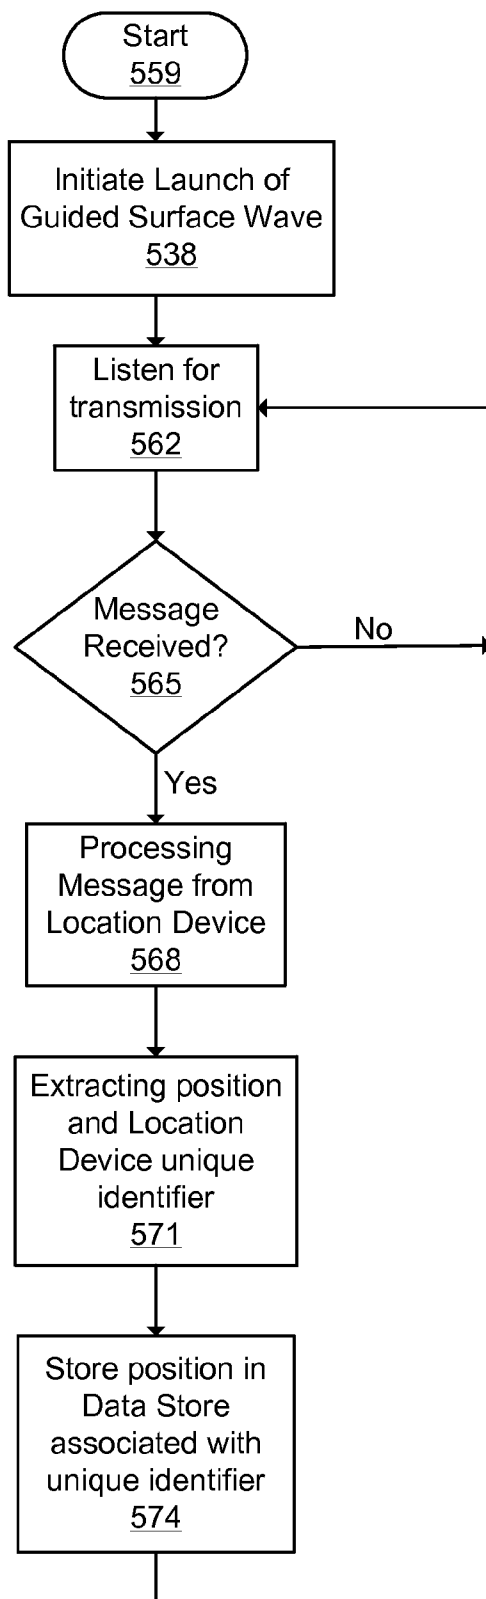 Start
559
Initiate Launch of
Guided Surface Wave
538
Listen for
transmission
562
Message
Received?
565
No
Yes
Processing
Message from
Location Device
568
Extracting position
and Location
Device unique
identifier
571
Store position in
Data Store
associated with
unique identifier
574